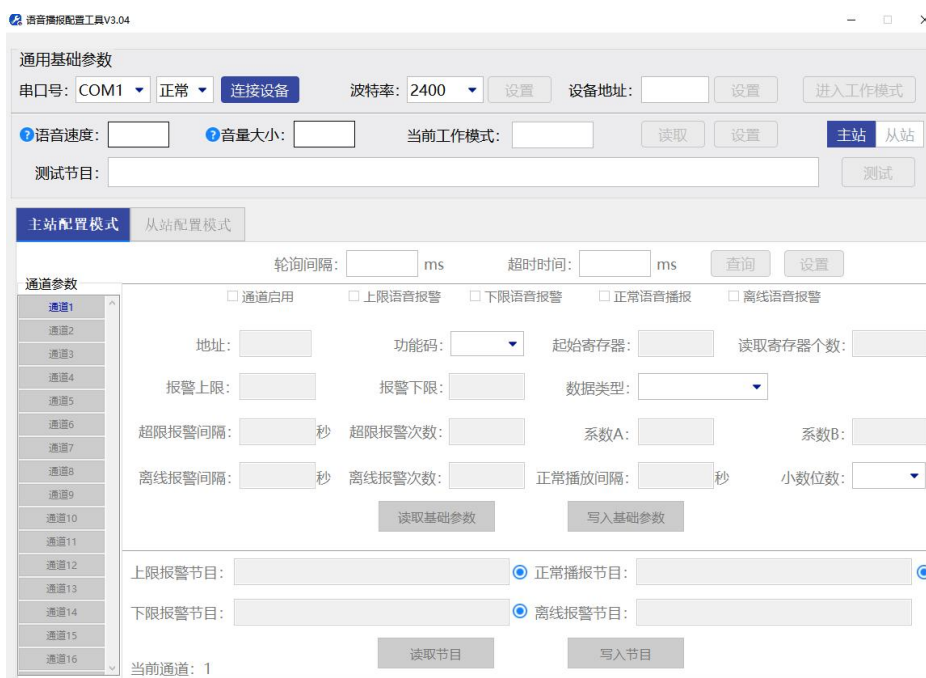 语音播报配置工具V3.04
通用基础参数
串口号: COM1 正常 连接设备 波特率: 2400 设置 设备地址: 设置 进入工作模式
?语音速度: ?音量大小: 当前工作模式: 读取 设置 主站 从站
测试节目: 测试
主站配置模式 从站配置模式
轮询间隔: ms 超时时间: ms 查询 设置
通道参数
通道1
通道2
通道3
通道4
通道5
通道6
通道7
通道8
通道9
通道10
通道11
通道12
通道13
通道14
通道15
通道16
通道启用 上限语音报警 下限语音报警 正常语音播报 离线语音报警
地址: 功能码: 起始寄存器: 读取寄存器个数:
报警上限: 报警下限: 数据类型:
超限报警间隔: 秒 超限报警次数: 系数A: 系数B:
离线报警间隔: 秒 离线报警次数: 正常播放间隔: 秒 小数位数:
读取基础参数 写入基础参数
上限报警节目: 正常播报节目:
下限报警节目: 离线报警节目:
读取节目 写入节目
当前通道: 1